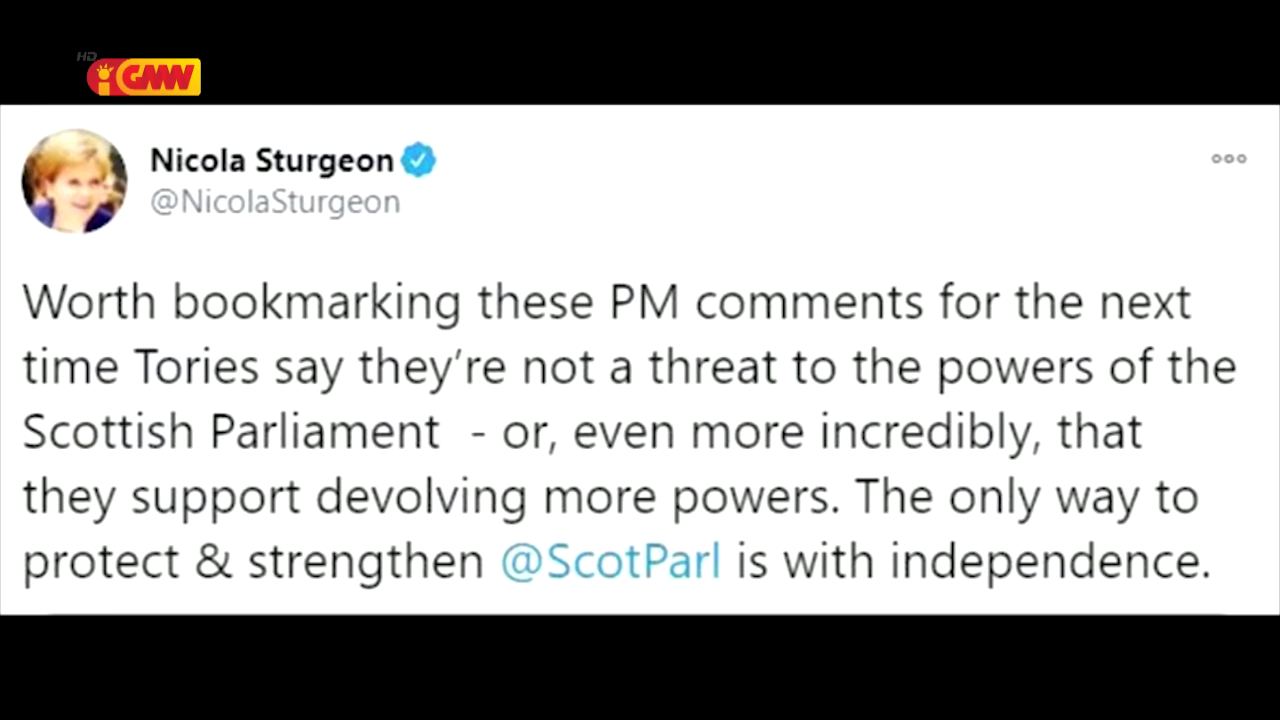 HD
iGMW
Nicola Sturgeon
@NicolaSturgeon
Worth bookmarking these PM comments for the next
time Tories say they’re not a threat to the powers of the
Scottish Parliament - or, even more incredibly, that
they support devolving more powers. The only way to
protect & strengthen @ScotParl is with independence.